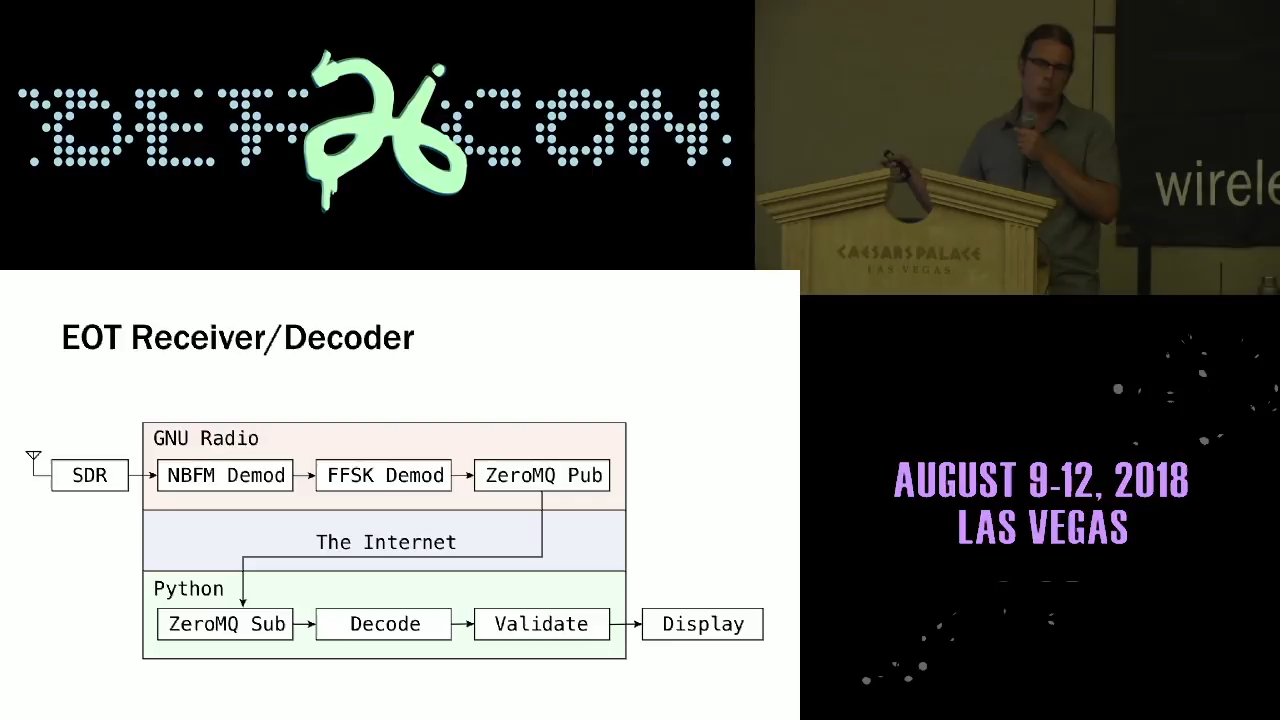 DEF CON 26
CAESARS PALACE
LAS VEGAS
wirele
EOT Receiver/Decoder
GNU Radio
SDR
NBFM Demod
FFSK Demod
ZeroMQ Pub
The Internet
Python
ZeroMQ Sub
Decode
Validate
Display
AUGUST 9-12, 2018
LAS VEGAS